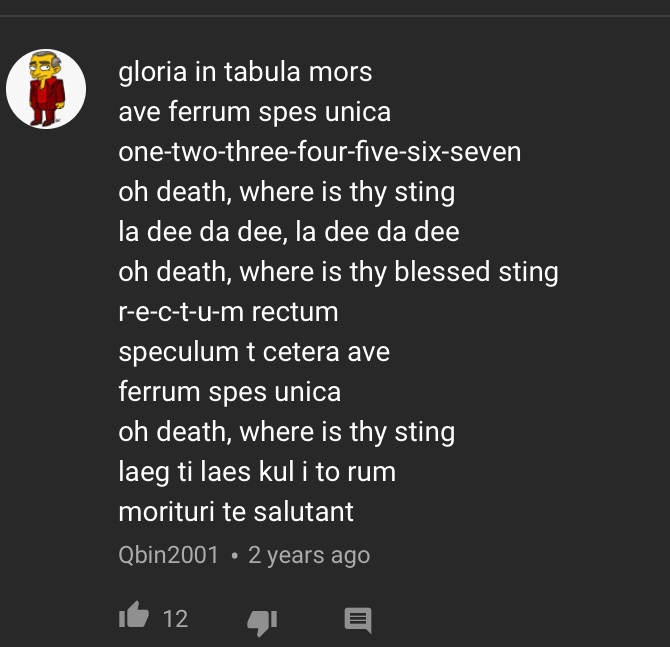 gloria in tabula mors
ave ferrum spes unica
one-two-three-four-five-six-seven
oh death, where is thy sting
la dee da dee, la dee da dee
oh death, where is thy blessed sting
r-e-c-t-u-m rectum
speculum t cetera ave
ferrum spes unica
oh death, where is thy sting
laeg ti laes kul i to rum
morituri te salutant
Qbin2001 • 2 years ago
12